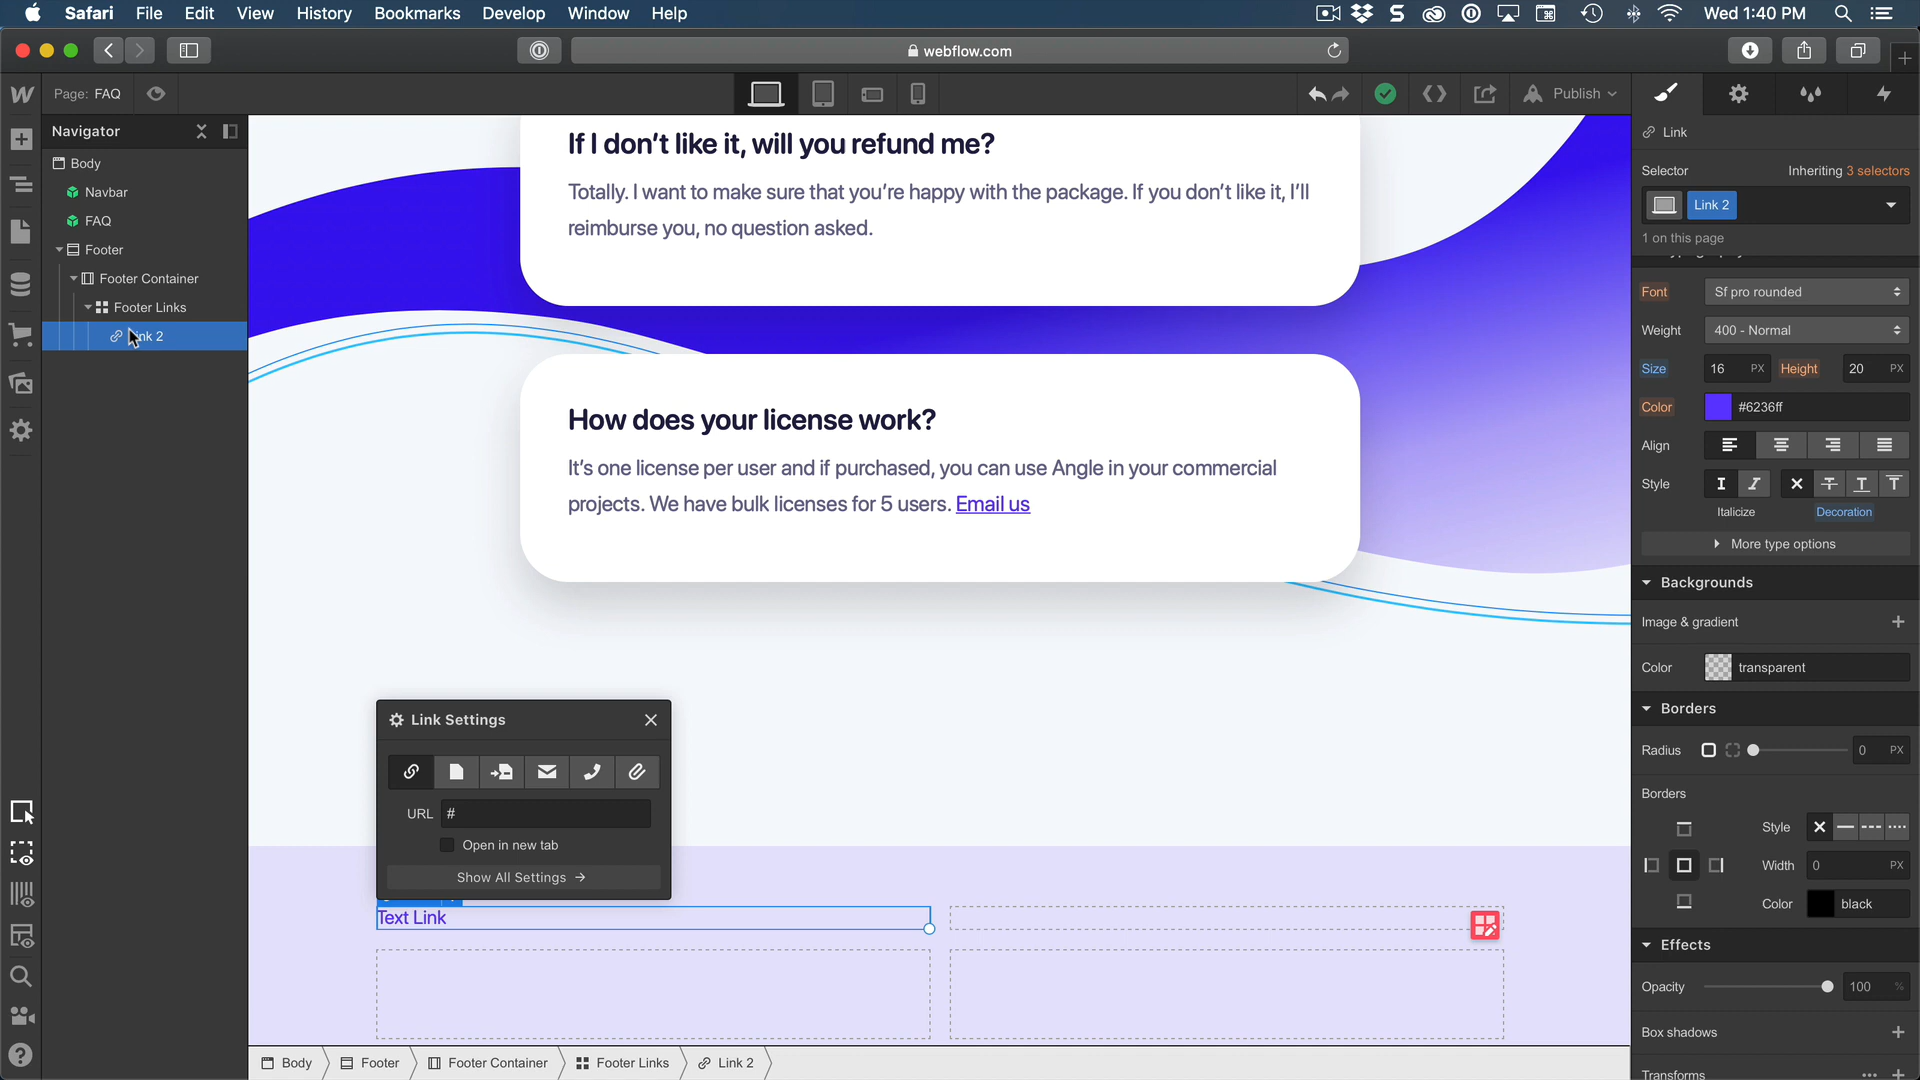 Safari File Edit View History Bookmarks Develop Window Help
Wed 1:40 PM
webflow.com
Page: FAQ
Publish
Navigator
Body
Navbar
FAQ
Footer
Footer Container
Footer Links
Link 2
If I don't like it, will you refund me?
Totally. I want to make sure that you're happy with the package. If you don't like it, I'll
reimburse you, no question asked.
How does your license work?
It's one license per user and if purchased, you can use Angle in your commercial
projects. We have bulk licenses for 5 users. Email us
Link Settings
URL #
Open in new tab
Show All Settings →
Text Link
Body Footer Footer Container Footer Links Link 2
Link
Selector Inheriting 3 selectors
Link 2
1 on this page
Font Sf pro rounded
Weight 400 - Normal
Size 16 PX Height 20 PX
Color #6236ff
Align
Style
Italicize Decoration
More type options
Backgrounds
Image & gradient
Color transparent
Borders
Radius 0 PX
Borders
Style
Width 0 PX
Color black
Effects
Opacity 100 %
Box shadows
Transforms